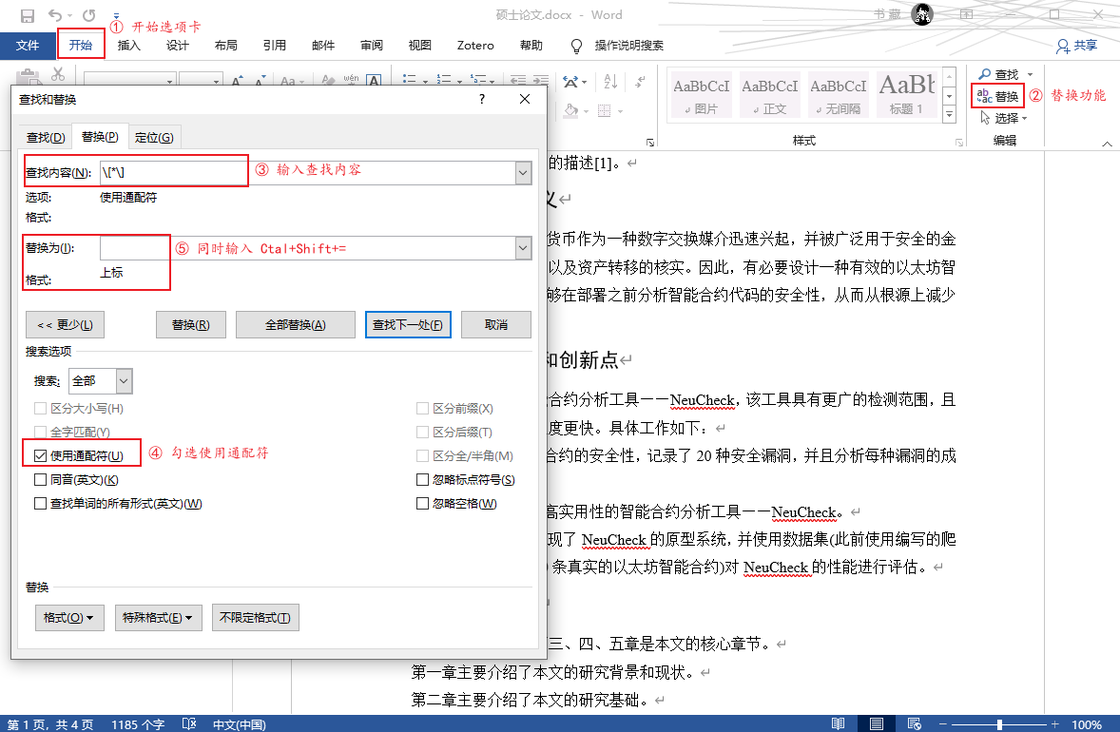 硕士论文.docx - Word
书 藏
① 开始选项卡
文件 开始 插入 设计 布局 引用 邮件 审阅 视图 Zotero 帮助 操作说明搜索 共享
查找
替换 ② 替换功能
选择
编辑
AaBbCcI AaBbCcI AaBbCcI AaBb
图片 正文 无间隔 标题 1
样式
查找和替换 ?
查找(D) 替换(P) 定位(G)
查找内容(N): \[*\] ③ 输入查找内容
选项: 使用通配符
格式:
替换为(I): ⑤ 同时输入 Ctal+Shift+=
格式: 上标
<< 更少(L) 替换(R) 全部替换(A) 查找下一处(F) 取消
搜索选项
搜索: 全部
区分大小写(H) 区分前缀(X)
全字匹配(Y) 区分后缀(T)
使用通配符(U) ④ 勾选使用通配符 区分全/半角(M)
同音(英文)(K) 忽略标点符号(S)
查找单词的所有形式(英文)(W) 忽略空格(W)
替换
格式(O) 特殊格式(E) 不限定格式(T)
的描述[1]。
义
货币作为一种数字交换媒介迅速兴起，并被广泛用于安全的金
以及资产转移的核实。因此，有必要设计一种有效的以太坊智
够在部署之前分析智能合约代码的安全性，从而从根源上减少
和创新点
合约分析工具——NeuCheck，该工具具有更广的检测范围，且
度更快。具体工作如下：
合约的安全性，记录了 20 种安全漏洞，并且分析每种漏洞的成
高实用性的智能合约分析工具——NeuCheck。
现了 NeuCheck 的原型系统，并使用数据集(此前使用编写的爬
条真实的以太坊智能合约)对 NeuCheck 的性能进行评估。
三、四、五章是本文的核心章节。
第一章主要介绍了本文的研究背景和现状。
第二章主要介绍了本文的研究基础。
第 1 页，共 4 页 1185 个字 中文(中国) 100%